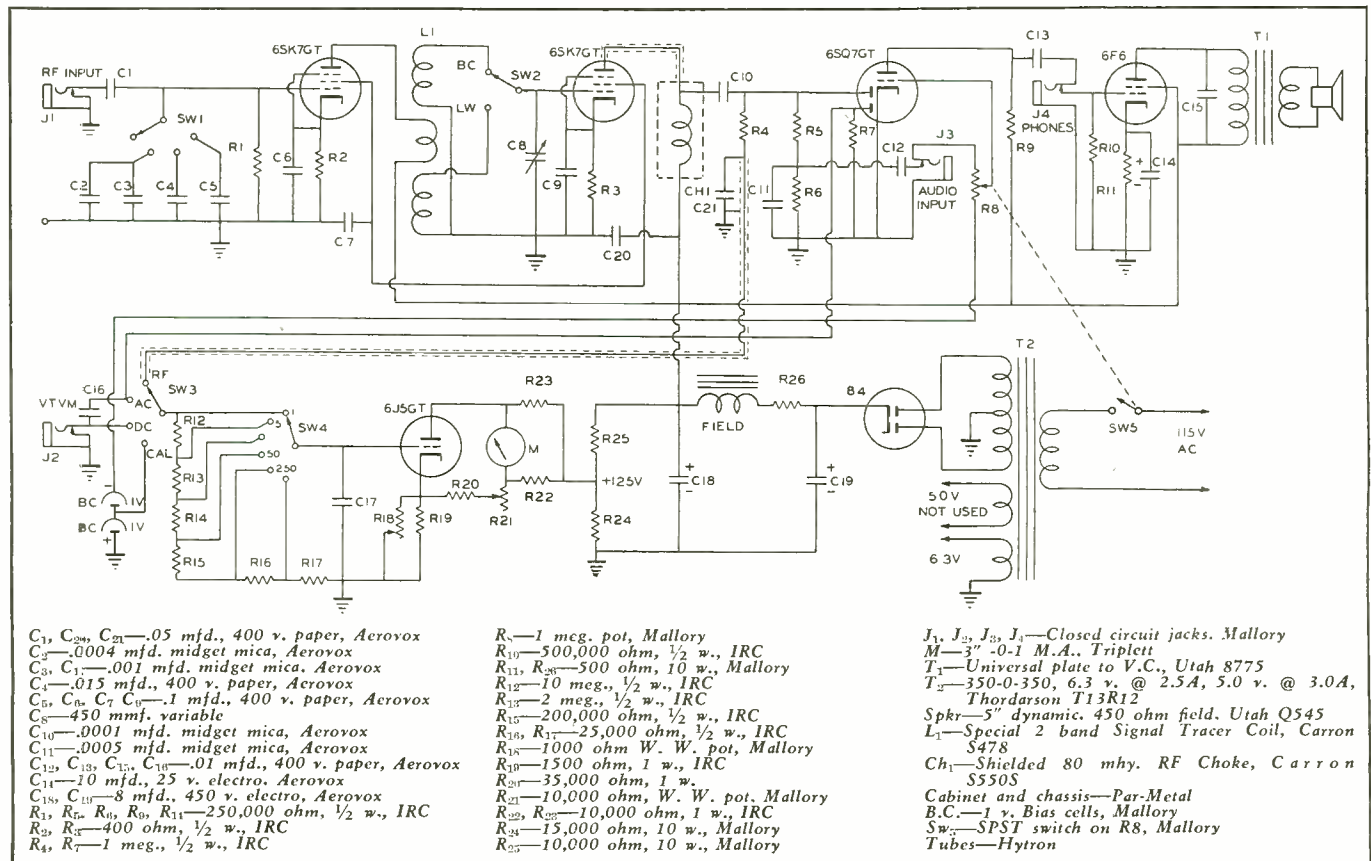 RF INPUT
J1
C1
SW1
C2
C3
C4
C5
R1
C6
R2
C7
6SK7GT
L1
BC
LW
SW2
C8
6SK7GT
C9
R3
C20
CH1
C21
C10
R4
R5
R6
C11
6SQ7GT
R7
C12
J3
AUDIO
INPUT
R8
R9
C13
J4
PHONES
6F6
R10
R11
+
-
C14
C15
T1
VTVM
J2
C16
RF
SW3
AC
DC
CAL
-
BC
1V
BC
1V
+
R12
R13
R14
R15
R16
R17
1
5
50
250
SW4
C17
6J5GT
R18
R19
R20
R21
M
R22
R23
R25
+125V
R24
+
C18
-
FIELD
R26
+
C19
-
84
T2
5.0V
NOT USED
6.3V
SW5
115V
AC
C1, C20, C21—.05 mfd., 400 v. paper, Aerovox
C2—.0004 mfd. midget mica, Aerovox
C3, C17—.001 mfd. midget mica. Aerovox
C4—.015 mfd., 400 v. paper, Aerovox
C5, C6, C7 C9—.1 mfd., 400 v. paper, Aerovox
C8—450 mmf. variable
C10—.0001 mfd. midget mica, Aerovox
C11—.0005 mfd. midget mica, Aerovox
C12, C13, C15, C16—.01 mfd., 400 v. paper, Aerovox
C14—10 mfd., 25 v. electro. Aerovox
C18, C19—8 mfd., 450 v. electro, Aerovox
R1, R5, R6, R9, R14—250,000 ohm, ½ w., IRC
R2, R3—400 ohm, ½ w., IRC
R4, R7—1 meg., ½ w., IRC
R8—1 meg. pot, Mallory
R10—500,000 ohm, ½ w., IRC
R11, R26—500 ohm, 10 w., Mallory
R12—10 meg., ½ w., IRC
R13—2 meg., ½ w., IRC
R15—200,000 ohm, ½ w., IRC
R16, R17—25,000 ohm, ½ w., IRC
R18—1000 ohm W. W. pot, Mallory
R19—1500 ohm, 1 w., IRC
R20—35,000 ohm, 1 w.
R21—10,000 ohm, W. W. pot, Mallory
R22, R23—10,000 ohm, 1 w., IRC
R24—15,000 ohm, 10 w., Mallory
R25—10,000 ohm, 10 w., Mallory
J1, J2, J3, J4—Closed circuit jacks. Mallory
M—3" -0-1 M.A., Triplett
T1—Universal plate to V.C., Utah 8775
T2—350-0-350, 6.3 v. @ 2.5A, 5.0 v. @ 3.0A,
Thordarson T13R12
Spkr—5" dynamic. 450 ohm field. Utah Q545
L1—Special 2 band Signal Tracer Coil, Carron
S478
Ch1—Shielded 80 mhy. RF Choke, Carron
S550S
Cabinet and chassis—Par-Metal
B.C.—1 v. Bias cells, Mallory
Sw5—SPST switch on R8, Mallory
Tubes—Hytron